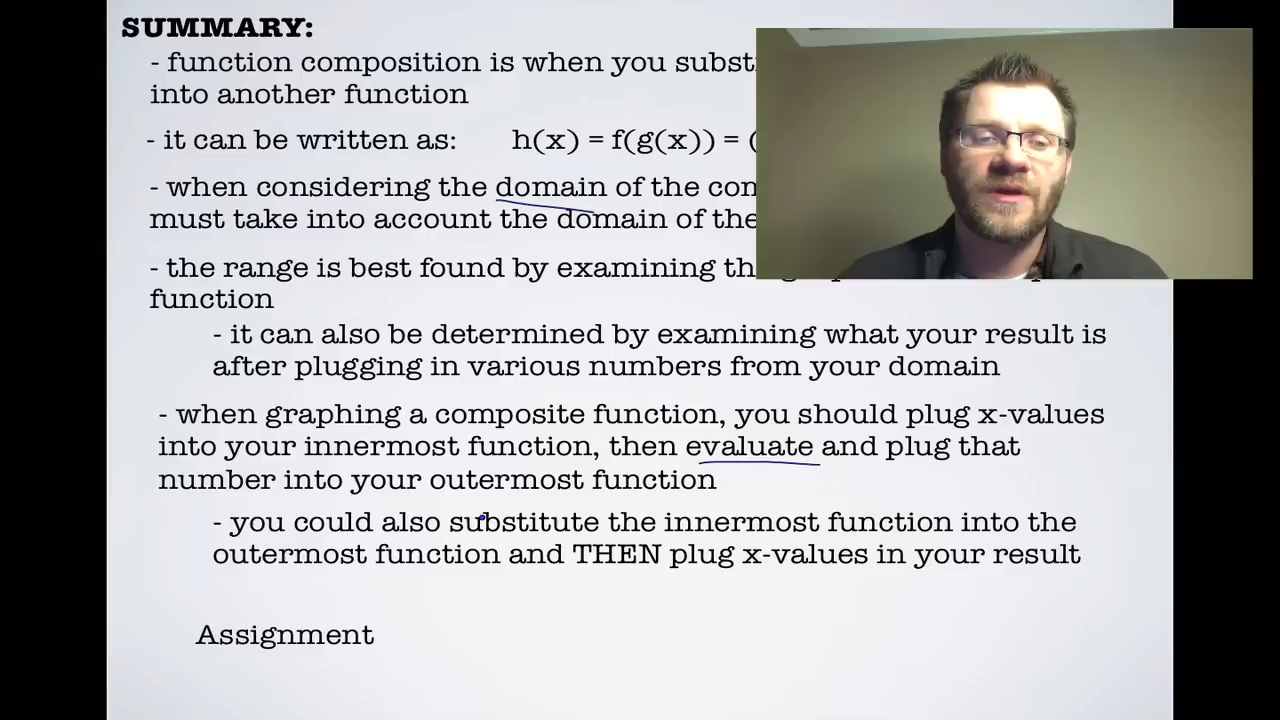 SUMMARY:
- function composition is when you subst
into another function
- it can be written as: h(x) = f(g(x)) = (
- when considering the domain of the con
must take into account the domain of the
- the range is best found by examining th
function
- it can also be determined by examining what your result is
after plugging in various numbers from your domain
- when graphing a composite function, you should plug x-values
into your innermost function, then evaluate and plug that
number into your outermost function
- you could also substitute the innermost function into the
outermost function and THEN plug x-values in your result
Assignment